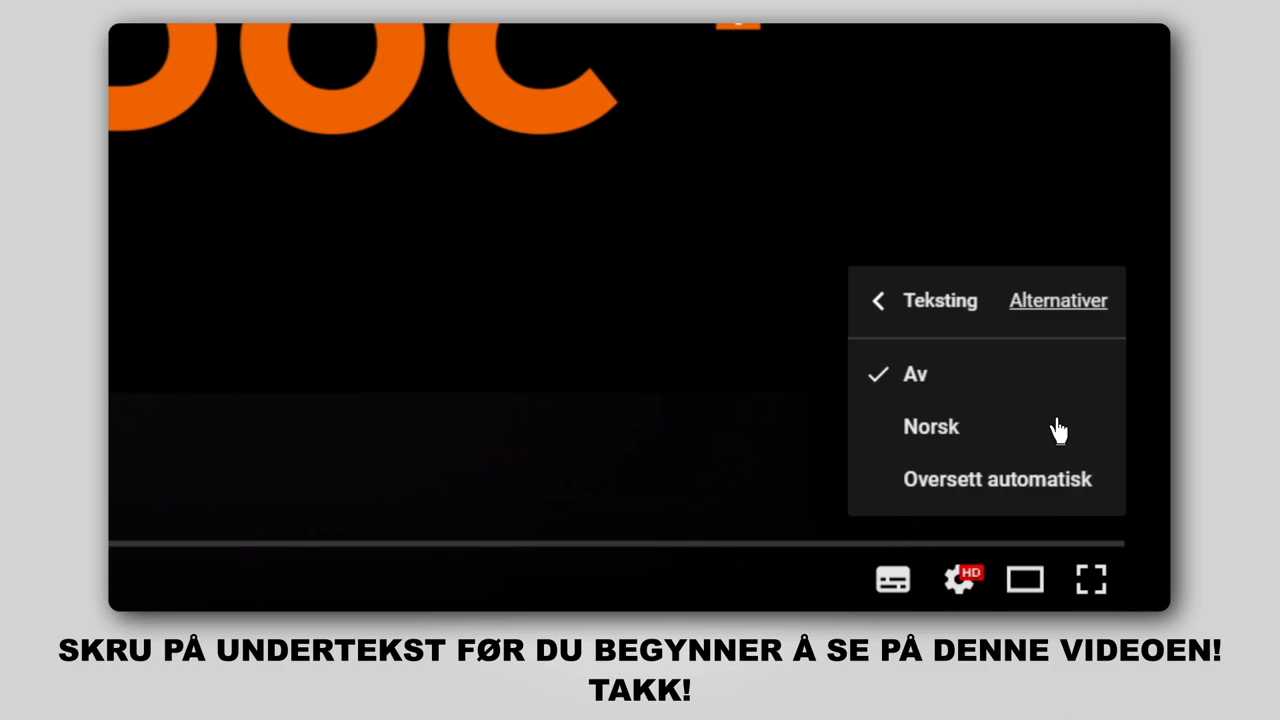 Teksting Alternativer
Av
Norsk
Oversett automatisk
HD
SKRU PÅ UNDERTEKST FØR DU BEGYNNER Å SE PÅ DENNE VIDEOEN!
TAKK!